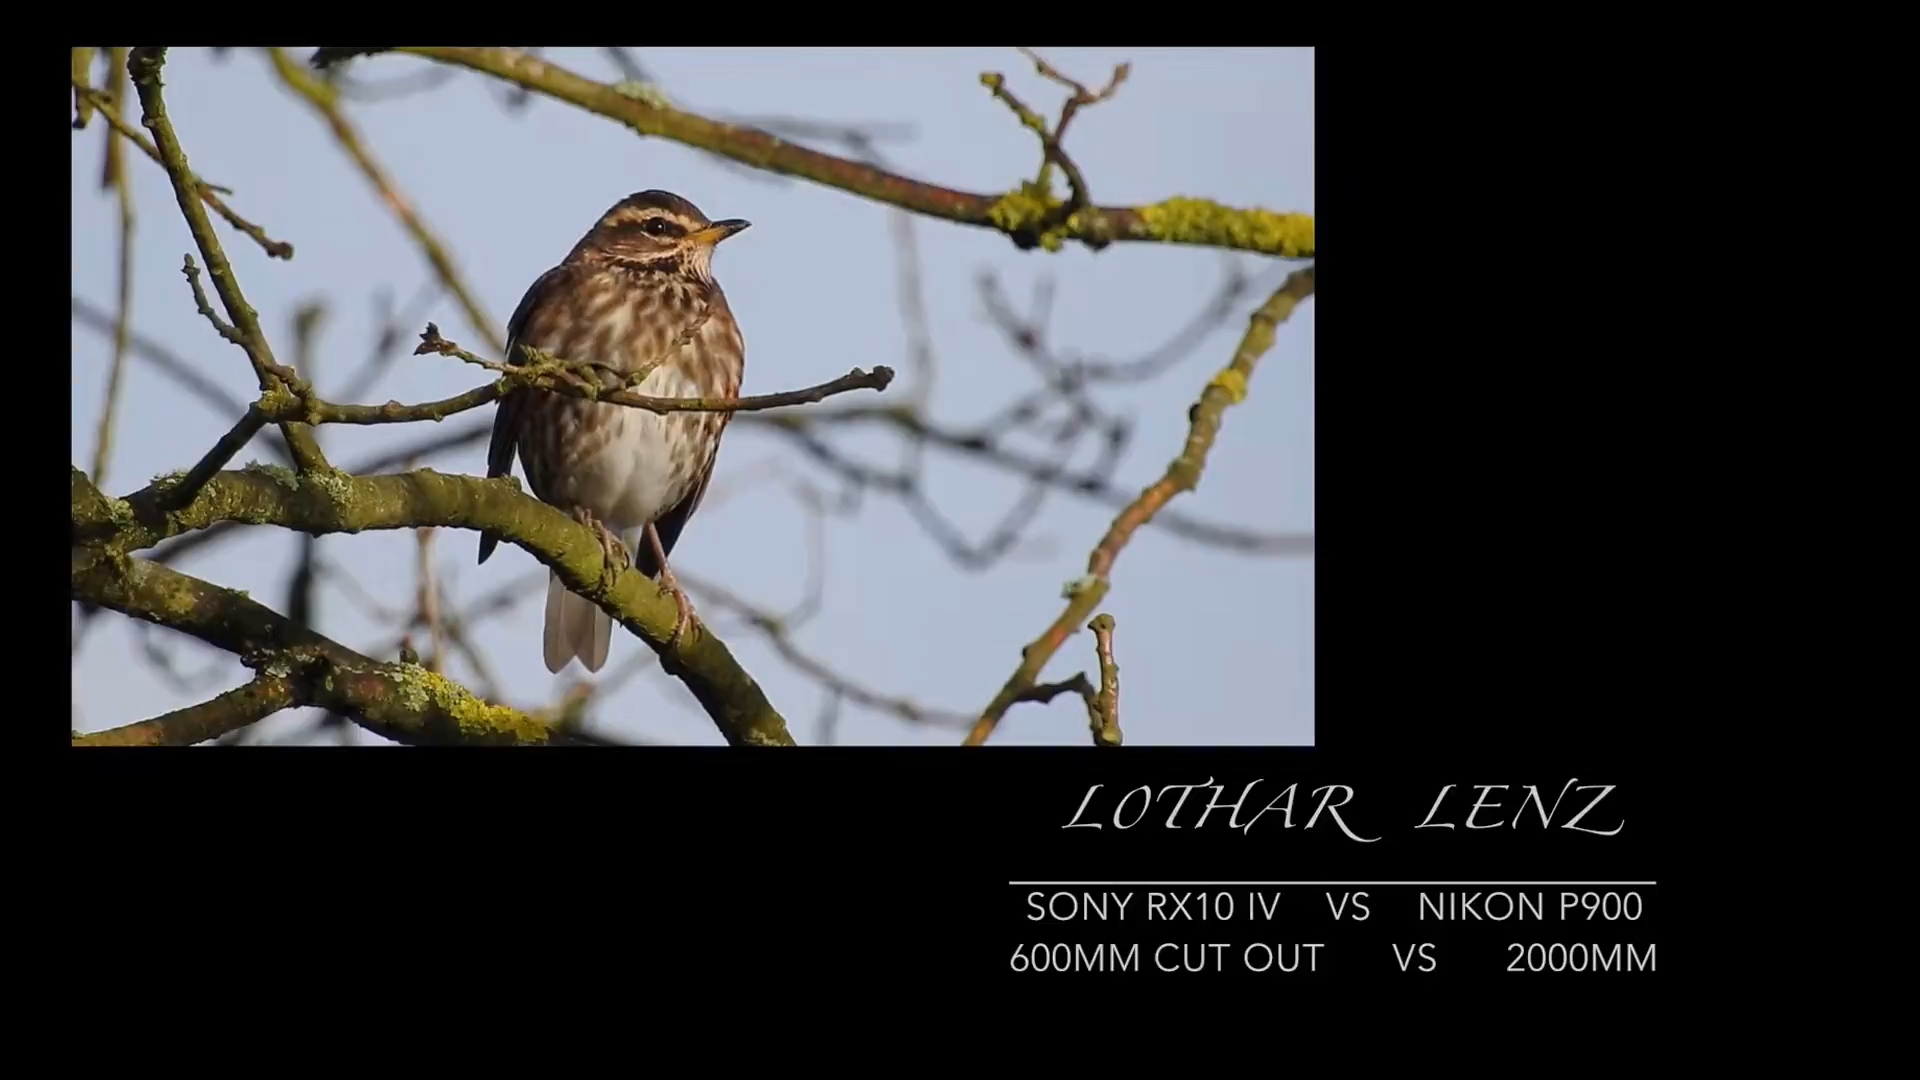 LOTHAR LENZ
SONY RX10 IV VS NIKON P900
600MM CUT OUT VS 2000MM